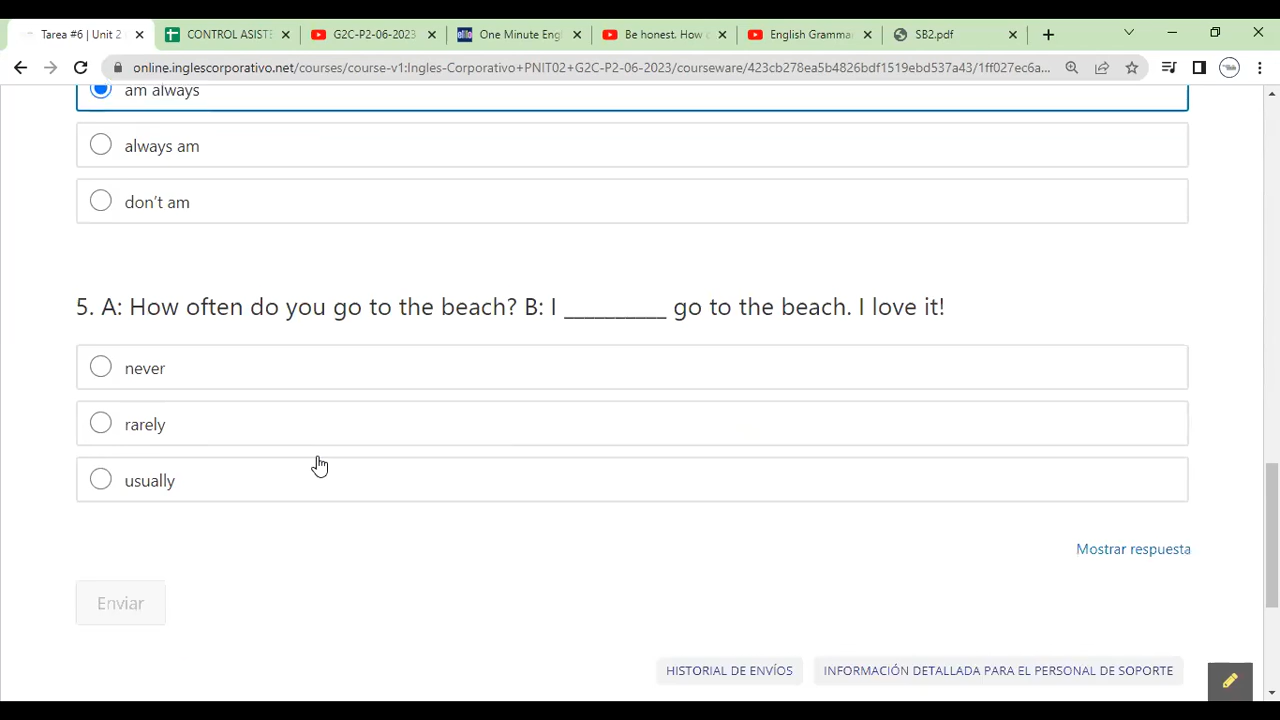 Tarea #6 | Unit 2
CONTROL ASISTE
G2C-P2-06-2023
ello
One Minute Engl
Be honest. How
English Gramma
SB2.pdf
online.inglescorporativo.net/courses/course-v1:Ingles-Corporativo+PNIT02+G2C-P2-06-2023/courseware/423cb278ea5b4826bdf1519ebd537a43/1ff027ec6a...
am always
always am
don’t am
5. A: How often do you go to the beach? B: I __________ go to the beach. I love it!
never
rarely
usually
Mostrar respuesta
Enviar
HISTORIAL DE ENVÍOS
INFORMACIÓN DETALLADA PARA EL PERSONAL DE SOPORTE